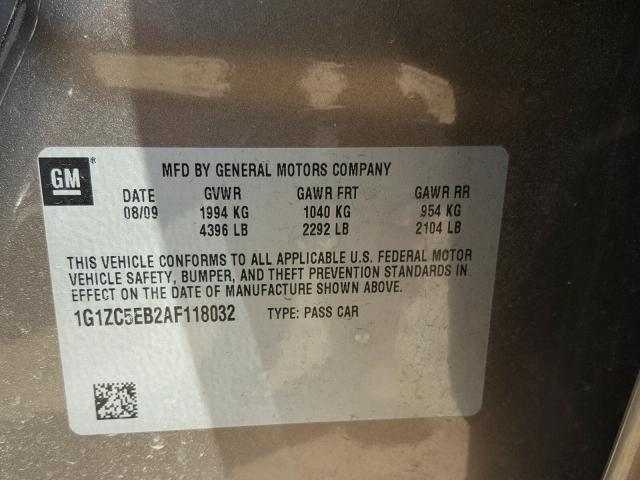 GM ®
MFD BY GENERAL MOTORS COMPANY
DATE GVWR GAWR FRT GAWR RR
08/09 1994 KG 1040 KG 954 KG
4396 LB 2292 LB 2104 LB
THIS VEHICLE CONFORMS TO ALL APPLICABLE U.S. FEDERAL MOTOR
VEHICLE SAFETY, BUMPER, AND THEFT PREVENTION STANDARDS IN
EFFECT ON THE DATE OF MANUFACTURE SHOWN ABOVE.
1G1ZC5EB2AF118032 TYPE: PASS CAR